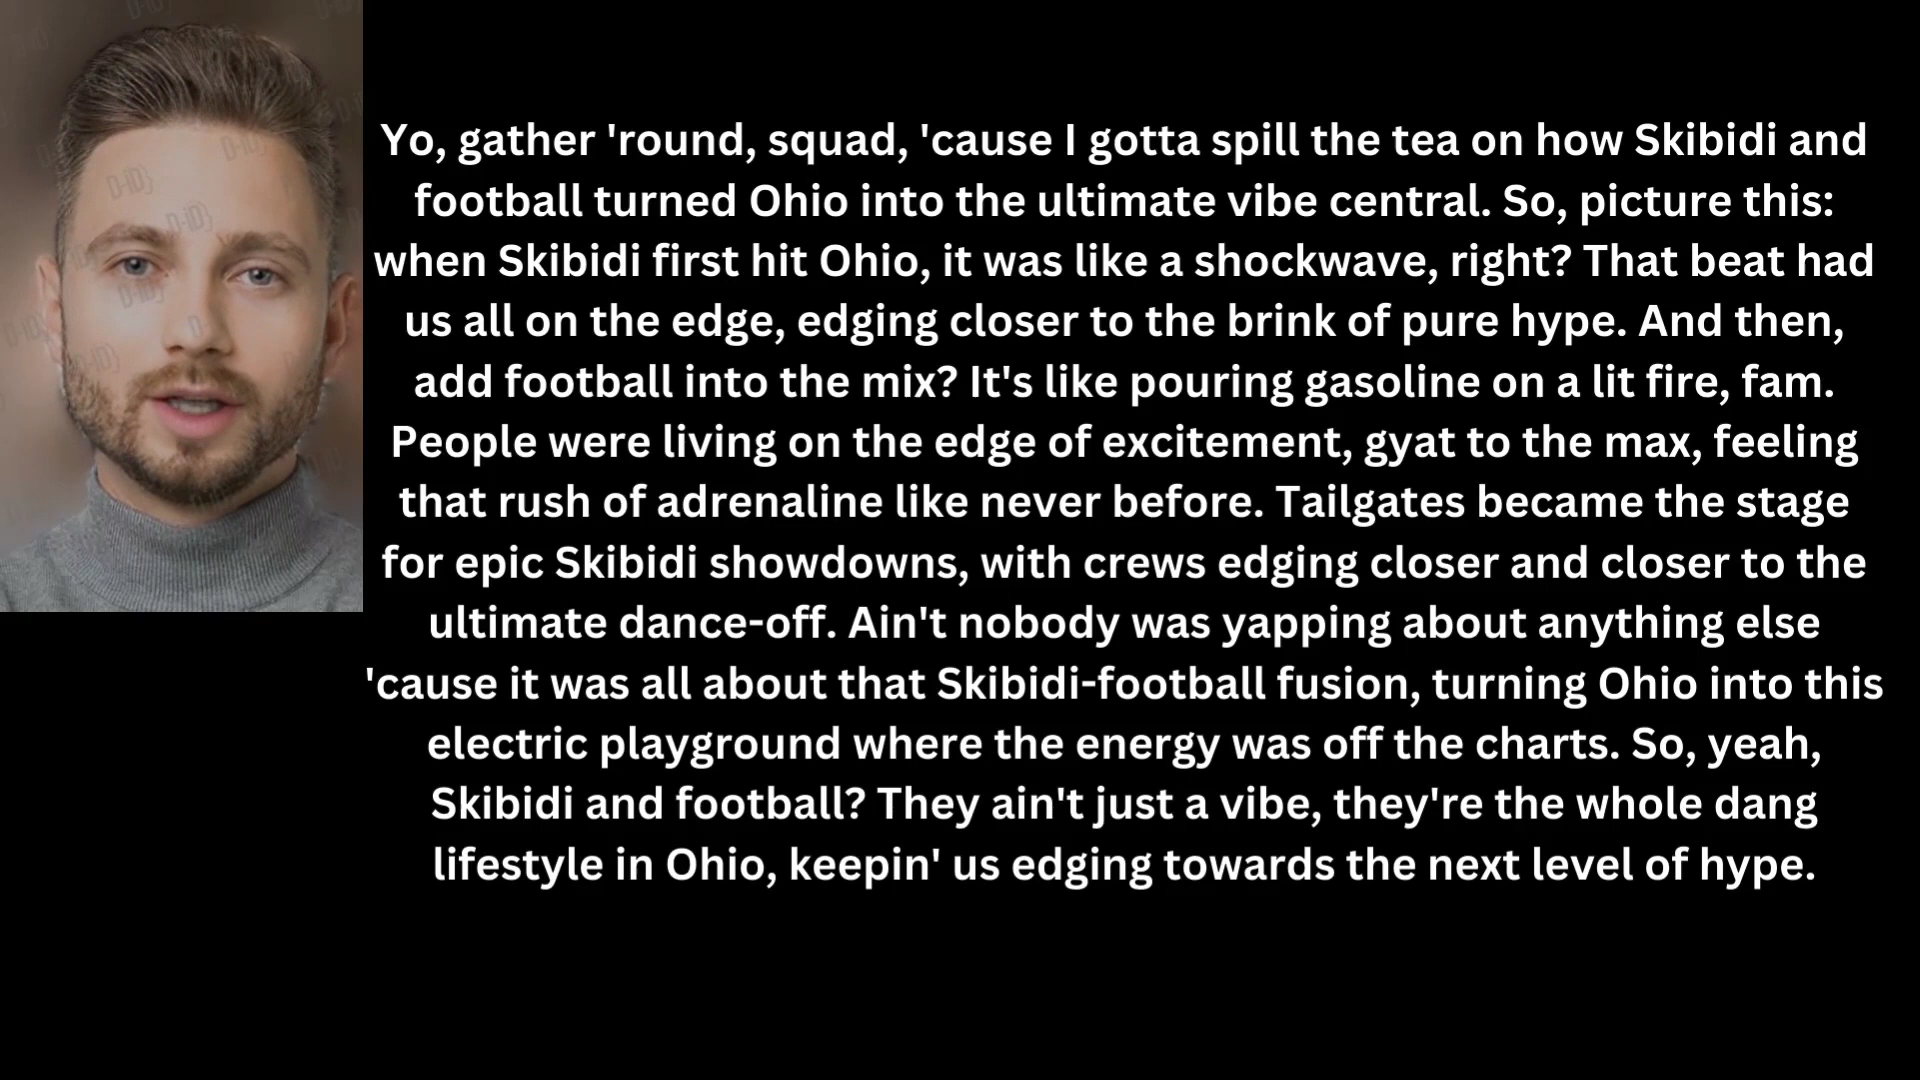 Yo, gather 'round, squad, 'cause I gotta spill the tea on how Skibidi and
football turned Ohio into the ultimate vibe central. So, picture this:
when Skibidi first hit Ohio, it was like a shockwave, right? That beat had
us all on the edge, edging closer to the brink of pure hype. And then,
add football into the mix? It's like pouring gasoline on a lit fire, fam.
People were living on the edge of excitement, gyat to the max, feeling
that rush of adrenaline like never before. Tailgates became the stage
for epic Skibidi showdowns, with crews edging closer and closer to the
ultimate dance-off. Ain't nobody was yapping about anything else
'cause it was all about that Skibidi-football fusion, turning Ohio into this
electric playground where the energy was off the charts. So, yeah,
Skibidi and football? They ain't just a vibe, they're the whole dang
lifestyle in Ohio, keepin' us edging towards the next level of hype.